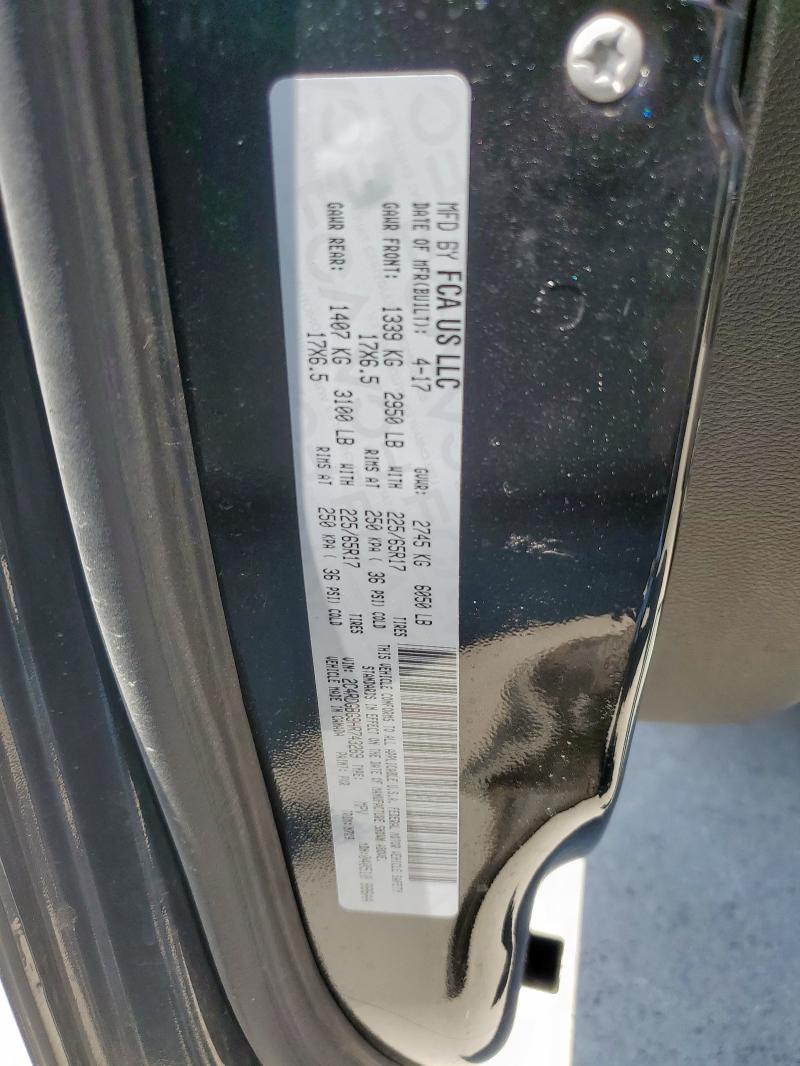 MFD BY FCA US LLC
DATE OF MFR(BUILT): 4-17 GVWR: 2745 KG 6050 LB
GAWR FRONT: 1339 KG 2950 LB WITH 225/65R17 TIRES
17X6.5 RIMS AT 250 KPA ( 36 PSI) COLD
GAWR REAR: 1407 KG 3100 LB WITH 225/65R17 TIRES
17X6.5 RIMS AT 250 KPA ( 36 PSI) COLD
THIS VEHICLE CONFORMS TO ALL APPLICABLE U.S.A. FEDERAL MOTOR VEHICLE SAFETY
STANDARDS IN EFFECT ON THE DATE OF MANUFACTURE SHOWN ABOVE.
VIN: TYPE: MPV
VEHICLE MADE IN CANADA PAINT: